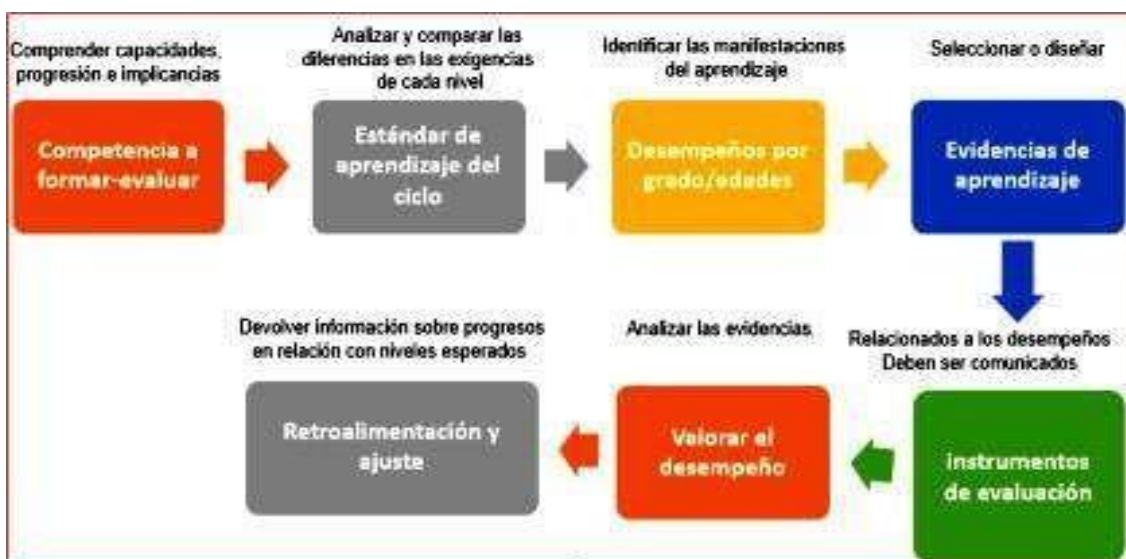 Comprender capacidades,
progresión e implicancias
Competencia a
formar-evaluar
Analizar y comparar las
diferencias en las exigencias
de cada nivel
Estándar de
aprendizaje del
ciclo
Identificar las manifestaciones
del aprendizaje
Desempeños por
grado/edades
Seleccionar o diseñar
Evidencias de
aprendizaje
Relacionados a los desempeños
Deben ser comunicados
instrumentos
de evaluación
Analizar las evidencias
Valorar el
desempeño
Devolver información sobre progresos
en relación con niveles esperados
Retroalimentación y
ajuste